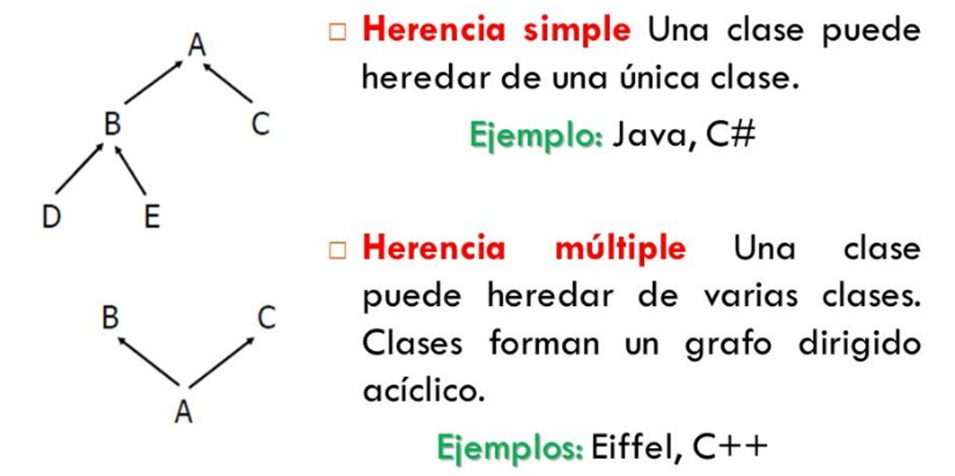 A
B
C
D
E
Herencia simple Una clase puede
heredar de una única clase.
Ejemplo: Java, C#
Herencia múltiple Una clase
puede heredar de varias clases.
Clases forman un grafo dirigido
acíclico.
Ejemplos: Eiffel, C++
B
C
A